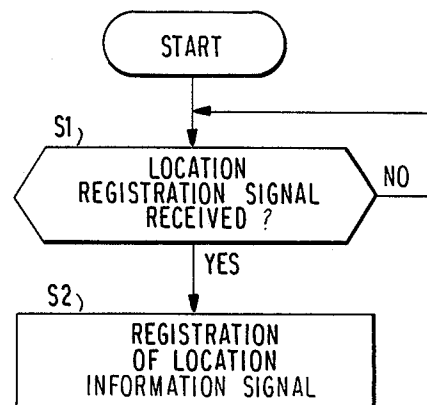 START
S1)
LOCATION
REGISTRATION SIGNAL
RECEIVED ?
NO
YES
S2)
REGISTRATION
OF LOCATION
INFORMATION SIGNAL